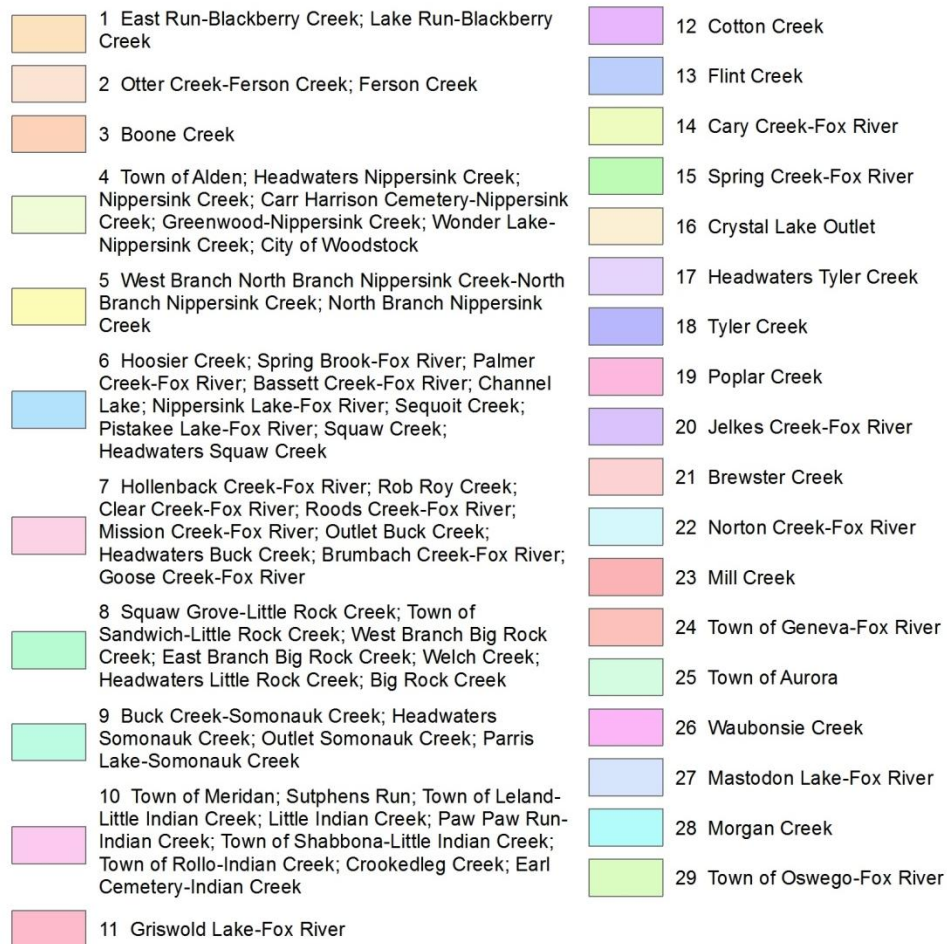 1 East Run-Blackberry Creek; Lake Run-Blackberry
Creek
2 Otter Creek-Ferson Creek; Ferson Creek
3 Boone Creek
4 Town of Alden; Headwaters Nippersink Creek;
Nippersink Creek; Carr Harrison Cemetery-Nippersink
Creek; Greenwood-Nippersink Creek; Wonder Lake-
Nippersink Creek; City of Woodstock
5 West Branch North Branch Nippersink Creek-North
Branch Nippersink Creek; North Branch Nippersink
Creek
6 Hoosier Creek; Spring Brook-Fox River; Palmer
Creek-Fox River; Bassett Creek-Fox River; Channel
Lake; Nippersink Lake-Fox River; Sequoit Creek;
Pistakee Lake-Fox River; Squaw Creek;
Headwaters Squaw Creek
7 Hollenback Creek-Fox River; Rob Roy Creek;
Clear Creek-Fox River; Roods Creek-Fox River;
Mission Creek-Fox River; Outlet Buck Creek;
Headwaters Buck Creek; Brumbach Creek-Fox River;
Goose Creek-Fox River
8 Squaw Grove-Little Rock Creek; Town of
Sandwich-Little Rock Creek; West Branch Big Rock
Creek; East Branch Big Rock Creek; Welch Creek;
Headwaters Little Rock Creek; Big Rock Creek
9 Buck Creek-Somonauk Creek; Headwaters
Somonauk Creek; Outlet Somonauk Creek; Parris
Lake-Somonauk Creek
10 Town of Meridan; Sutphens Run; Town of Leland-
Little Indian Creek; Little Indian Creek; Paw Paw Run-
Indian Creek; Town of Shabbona-Little Indian Creek;
Town of Rollo-Indian Creek; Crookedleg Creek; Earl
Cemetery-Indian Creek
11 Griswold Lake-Fox River
12 Cotton Creek
13 Flint Creek
14 Cary Creek-Fox River
15 Spring Creek-Fox River
16 Crystal Lake Outlet
17 Headwaters Tyler Creek
18 Tyler Creek
19 Poplar Creek
20 Jelkes Creek-Fox River
21 Brewster Creek
22 Norton Creek-Fox River
23 Mill Creek
24 Town of Geneva-Fox River
25 Town of Aurora
26 Waubonsie Creek
27 Mastodon Lake-Fox River
28 Morgan Creek
29 Town of Oswego-Fox River